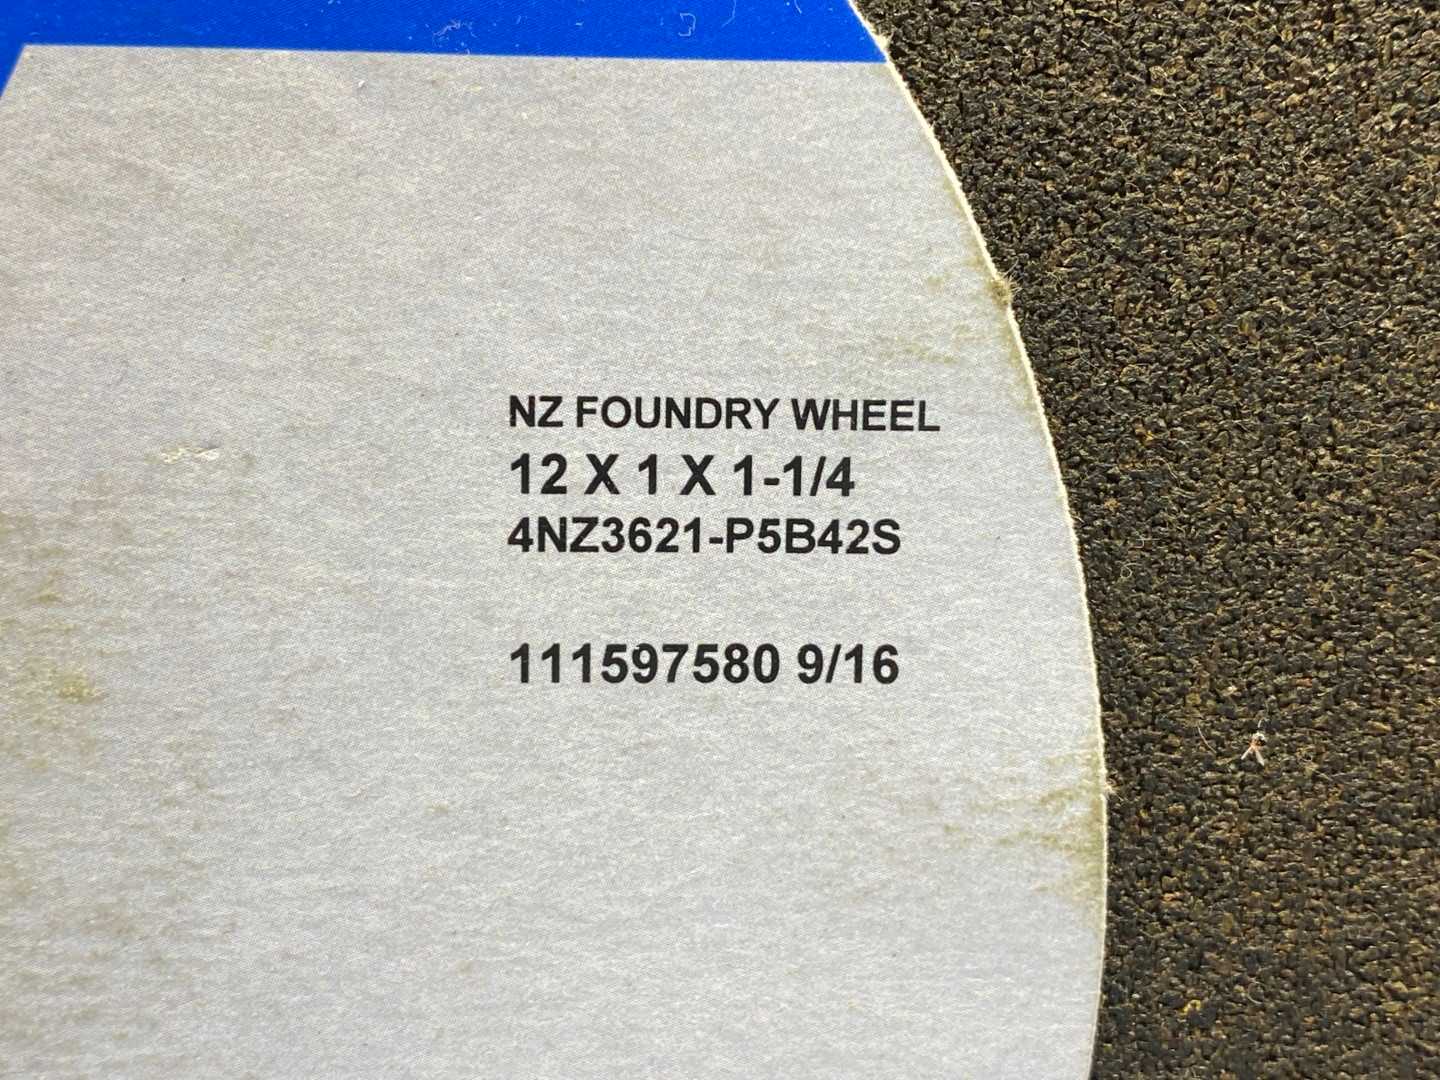 NZ FOUNDRY WHEEL
12 X 1 X 1-1/4
4NZ3621-P5B42S
111597580 9/16